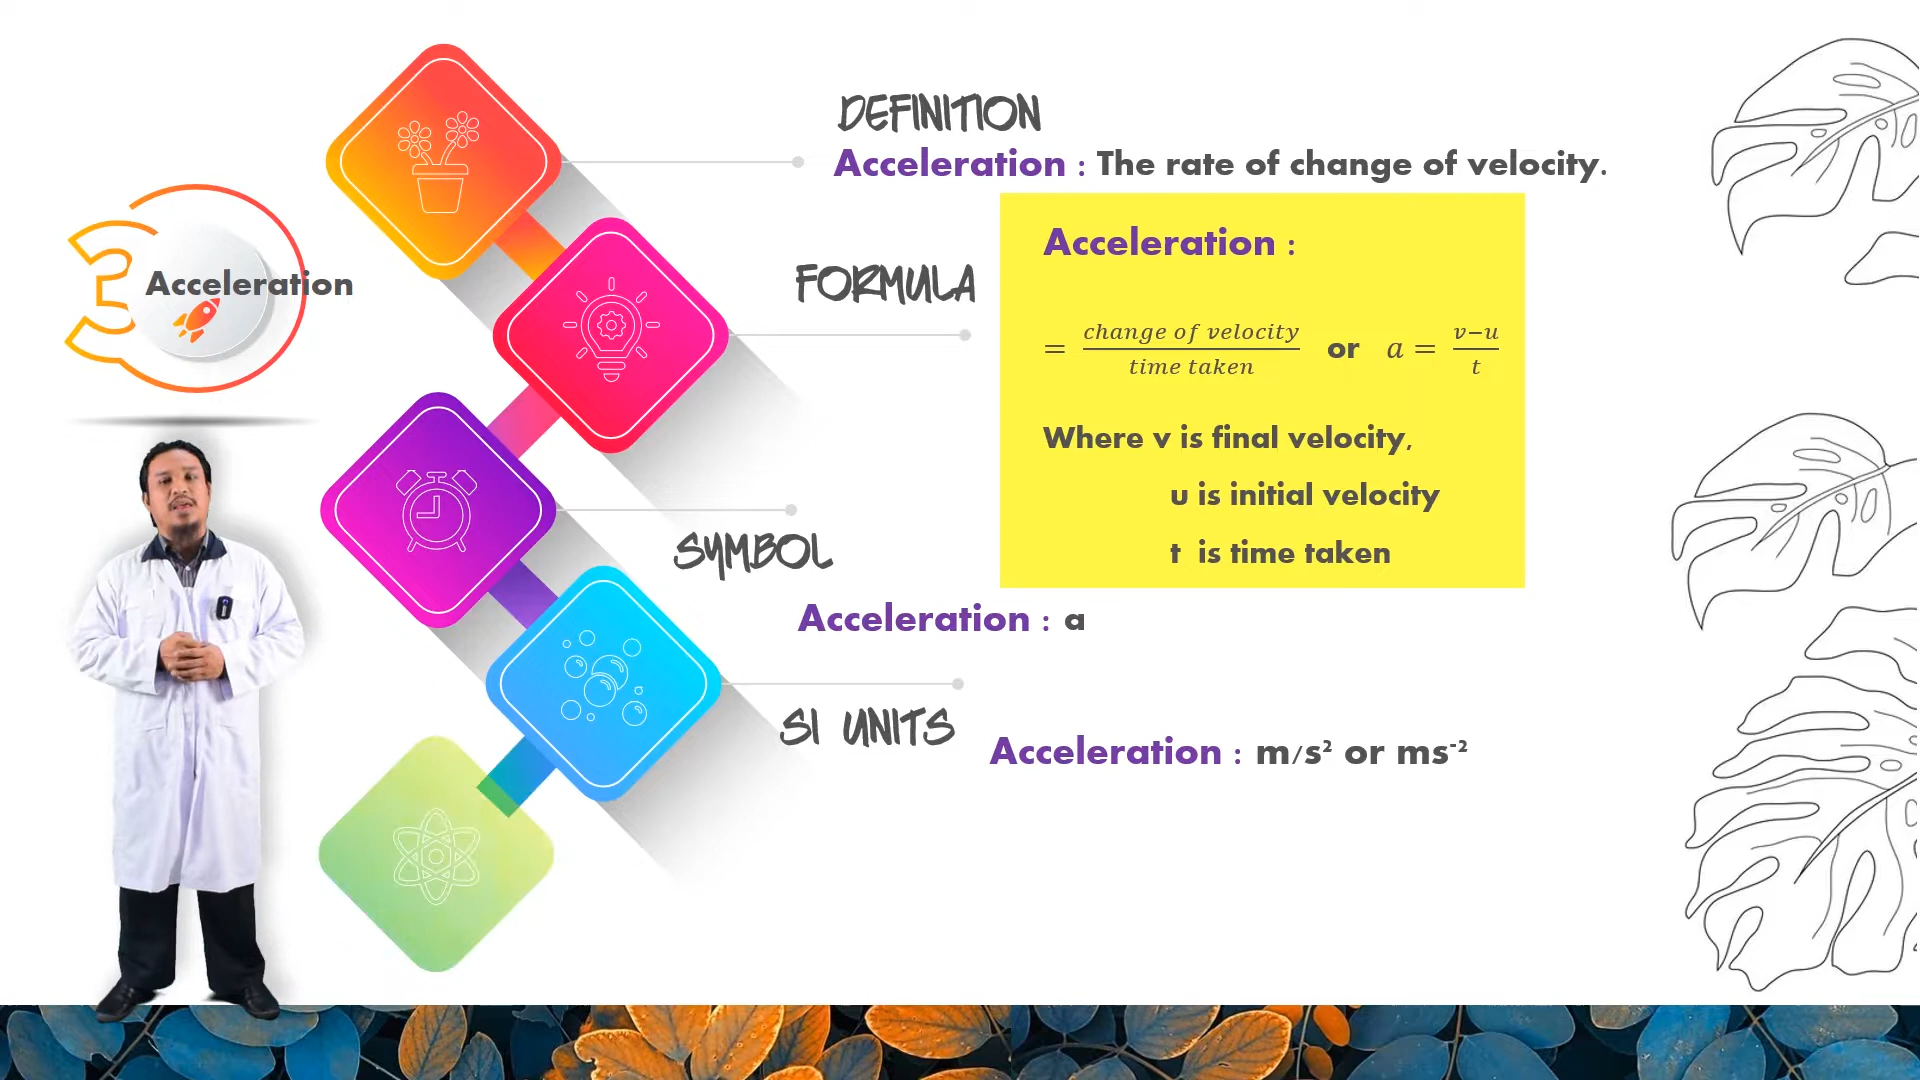 3
Acceleration
DEFINITION
Acceleration : The rate of change of velocity.
FORMULA
Acceleration :
= change of velocity / time taken or a = v−u / t
Where v is final velocity,
u is initial velocity
t is time taken
SYMBOL
Acceleration : a
SI UNITS
Acceleration : m/s² or ms⁻²